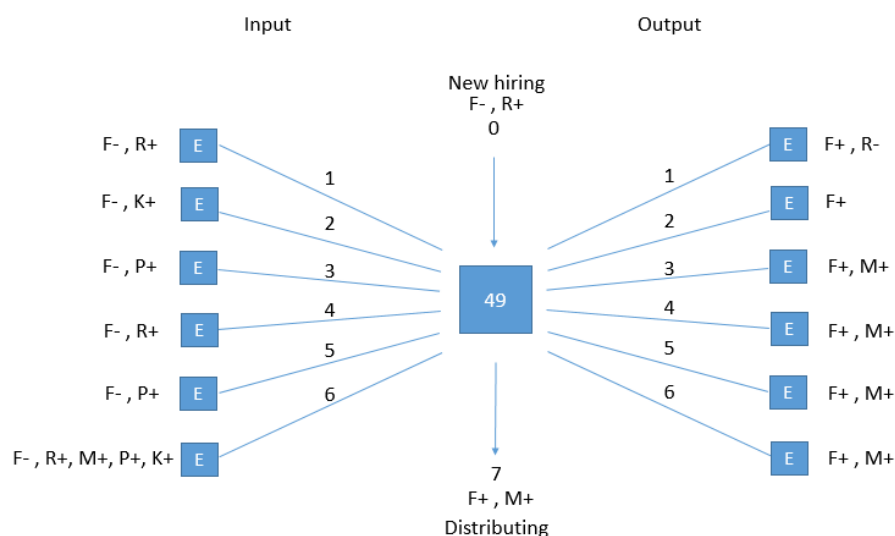 Input
Output
New hiring
F- , R+
0
F- , R+
E
1
1
E
F+ , R-
F- , K+
E
2
2
E
F+
F- , P+
E
3
3
E
F+, M+
49
F- , R+
E
4
4
E
F+ , M+
F- , P+
E
5
5
E
F+ , M+
6
6
F- , R+, M+, P+, K+
E
E
F+ , M+
7
F+ , M+
Distributing